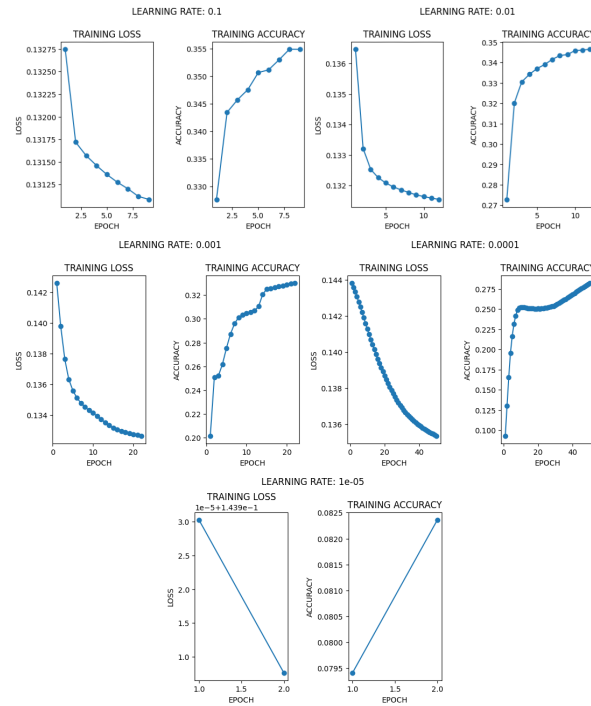 LEARNING RATE: 0.1
TRAINING LOSS
0.13275
0.13250
0.13225
0.13200
0.13175
0.13150
0.13125
LOSS
2.5 5.0 7.5
EPOCH
TRAINING ACCURACY
0.355
0.350
0.345
0.340
0.335
0.330
ACCURACY
2.5 5.0 7.5
EPOCH
LEARNING RATE: 0.01
TRAINING LOSS
0.136
0.135
0.134
0.133
0.132
LOSS
5 10
EPOCH
TRAINING ACCURACY
0.35
0.34
0.33
0.32
0.31
0.30
0.29
0.28
0.27
ACCURACY
5 10
EPOCH
LEARNING RATE: 0.001
TRAINING LOSS
0.142
0.140
0.138
0.136
0.134
LOSS
0 10 20
EPOCH
TRAINING ACCURACY
0.32
0.30
0.28
0.26
0.24
0.22
0.20
ACCURACY
0 10 20
EPOCH
LEARNING RATE: 0.0001
TRAINING LOSS
0.144
0.142
0.140
0.138
0.136
LOSS
0 20 40
EPOCH
TRAINING ACCURACY
0.275
0.250
0.225
0.200
0.175
0.150
0.125
0.100
ACCURACY
0 20 40
EPOCH
LEARNING RATE: 1e-05
TRAINING LOSS
1e-5+1.439e-1
3.0
2.5
2.0
1.5
1.0
LOSS
1.0 1.5 2.0
EPOCH
TRAINING ACCURACY
0.0825
0.0820
0.0815
0.0810
0.0805
0.0800
0.0795
ACCURACY
1.0 1.5 2.0
EPOCH